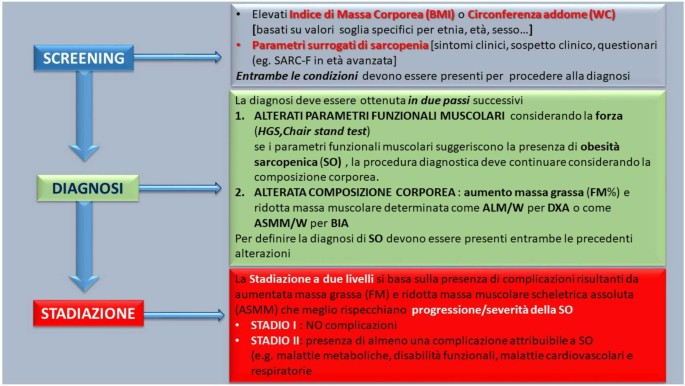 SCREENING
• Elevati Indice di Massa Corporea (BMI) o Circonferenza addome (WC)
[basati su valori soglia specifici per etnia, età, sesso…]
• Parametri surrogati di sarcopenia [sintomi clinici, sospetto clinico, questionari
(eg. SARC-F in età avanzata]
Entrambe le condizioni devono essere presenti per procedere alla diagnosi
DIAGNOSI
La diagnosi deve essere ottenuta in due passi successivi
1. ALTERATI PARAMETRI FUNZIONALI MUSCOLARI considerando la forza
(HGS,Chair stand test)
se i parametri funzionali muscolari suggeriscono la presenza di obesità
sarcopenica (SO) , la procedura diagnostica deve continuare considerando la
composizione corporea.
2. ALTERATA COMPOSIZIONE CORPOREA : aumento massa grassa (FM%) e
ridotta massa muscolare determinata come ALM/W per DXA o come
ASMM/W per BIA
Per definire la diagnosi di SO devono essere presenti entrambe le precedenti
alterazioni
STADIAZIONE
La Stadiazione a due livelli si basa sulla presenza di complicazioni risultanti da
aumentata massa grassa (FM) e ridotta massa muscolare scheletrica assoluta
(ASMM) che meglio rispecchiano progressione/severità della SO
• STADIO I : NO complicazioni
• STADIO II: presenza di almeno una complicazione attribuibile a SO
(e.g. malattie metaboliche, disabilità funzionali, malattie cardiovascolari e
respiratorie